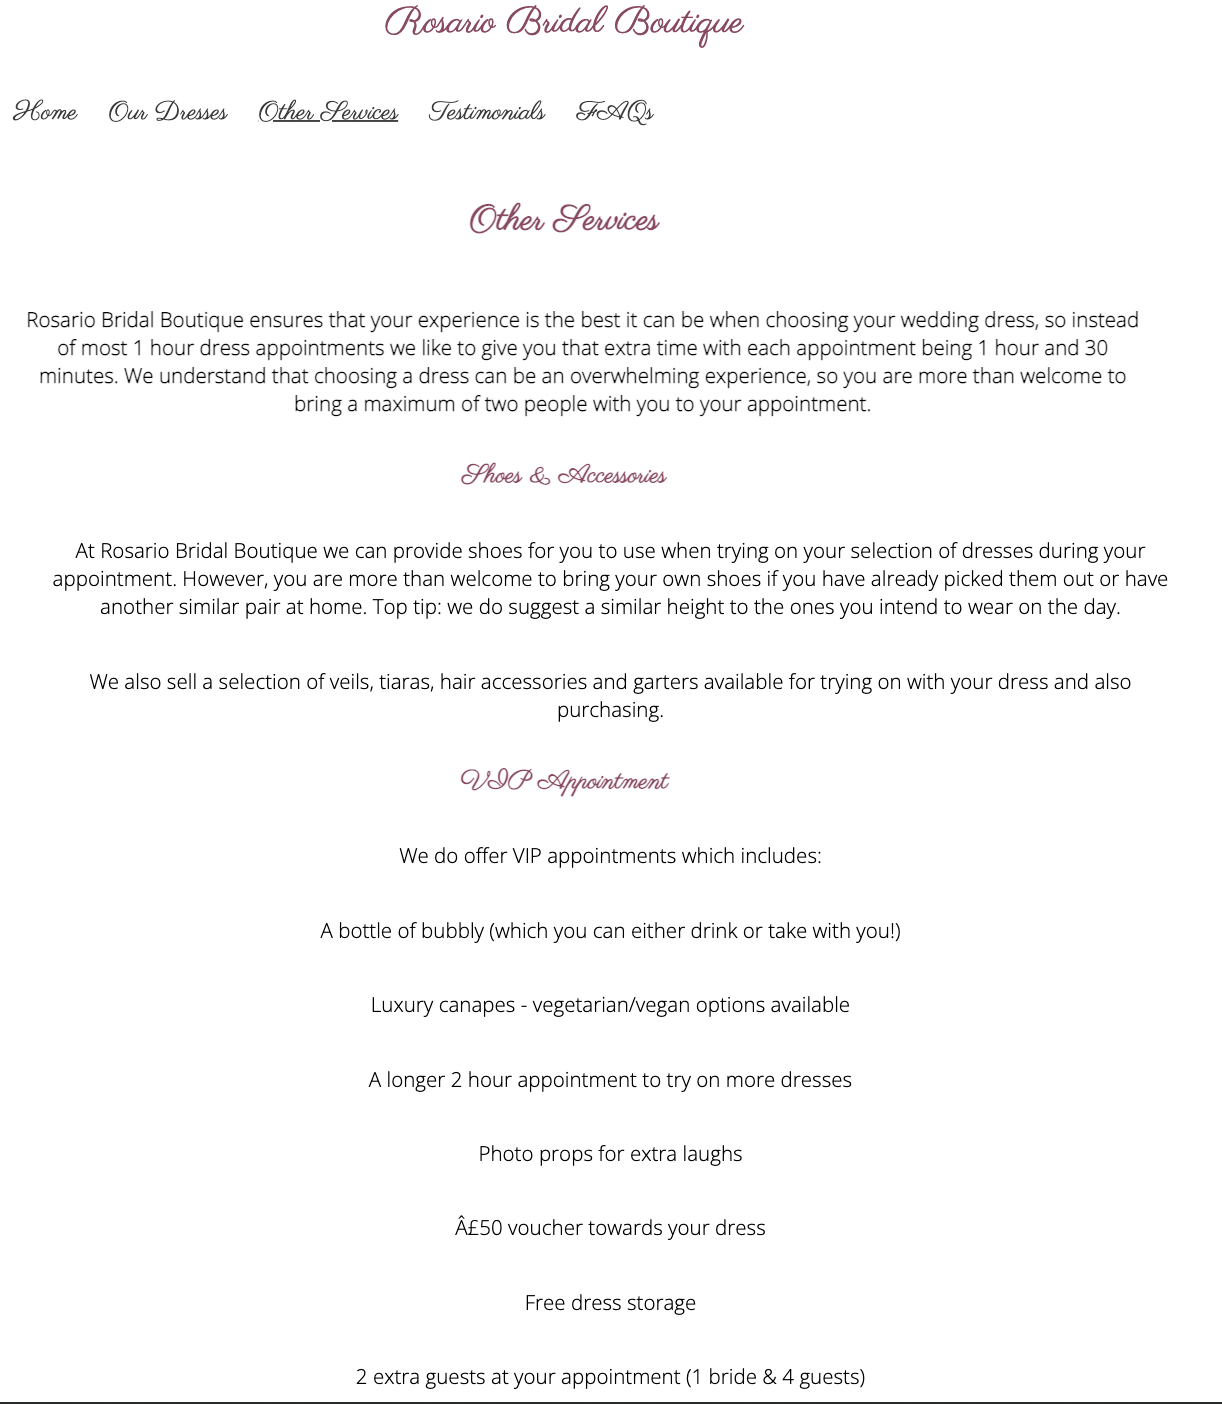 Rosario Bridal Boutique
Home Our Dresses Other Services Testimonials FAQs
Other Services
Rosario Bridal Boutique ensures that your experience is the best it can be when choosing your wedding dress, so instead
of most 1 hour dress appointments we like to give you that extra time with each appointment being 1 hour and 30
minutes. We understand that choosing a dress can be an overwhelming experience, so you are more than welcome to
bring a maximum of two people with you to your appointment.
Shoes & Accessories
At Rosario Bridal Boutique we can provide shoes for you to use when trying on your selection of dresses during your
appointment. However, you are more than welcome to bring your own shoes if you have already picked them out or have
another similar pair at home. Top tip: we do suggest a similar height to the ones you intend to wear on the day.
We also sell a selection of veils, tiaras, hair accessories and garters available for trying on with your dress and also
purchasing.
VIP Appointment
We do offer VIP appointments which includes:
A bottle of bubbly (which you can either drink or take with you!)
Luxury canapes - vegetarian/vegan options available
A longer 2 hour appointment to try on more dresses
Photo props for extra laughs
Â£50 voucher towards your dress
Free dress storage
2 extra guests at your appointment (1 bride & 4 guests)